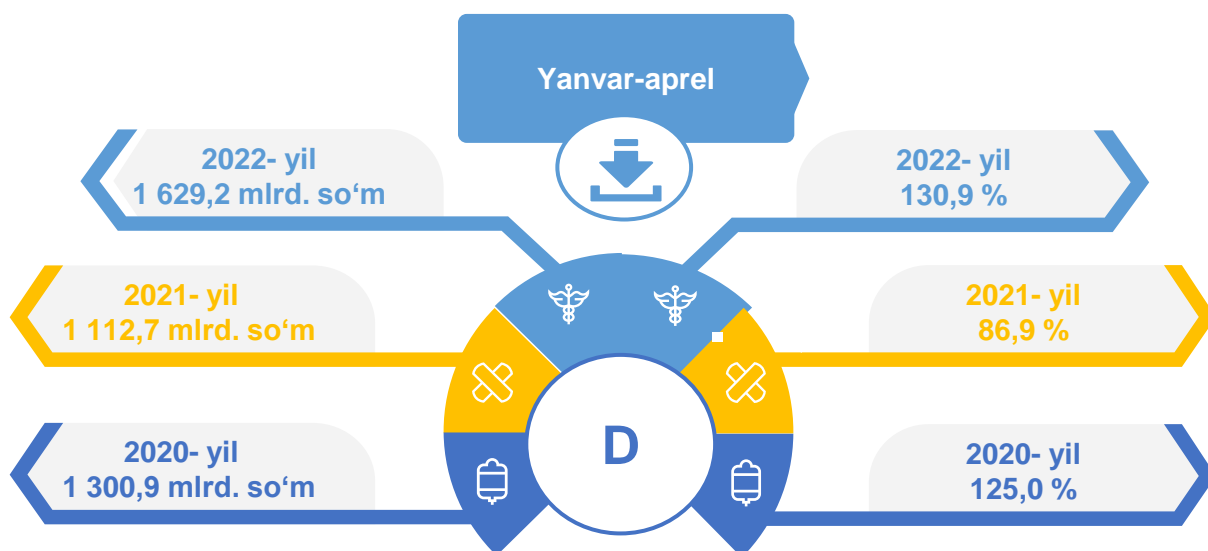 Yanvar-aprel
2022- yil
1 629,2 mlrd. so‘m
2022- yil
130,9 %
2021- yil
1 112,7 mlrd. so‘m
2021- yil
86,9 %
D
2020- yil
1 300,9 mlrd. so‘m
2020- yil
125,0 %